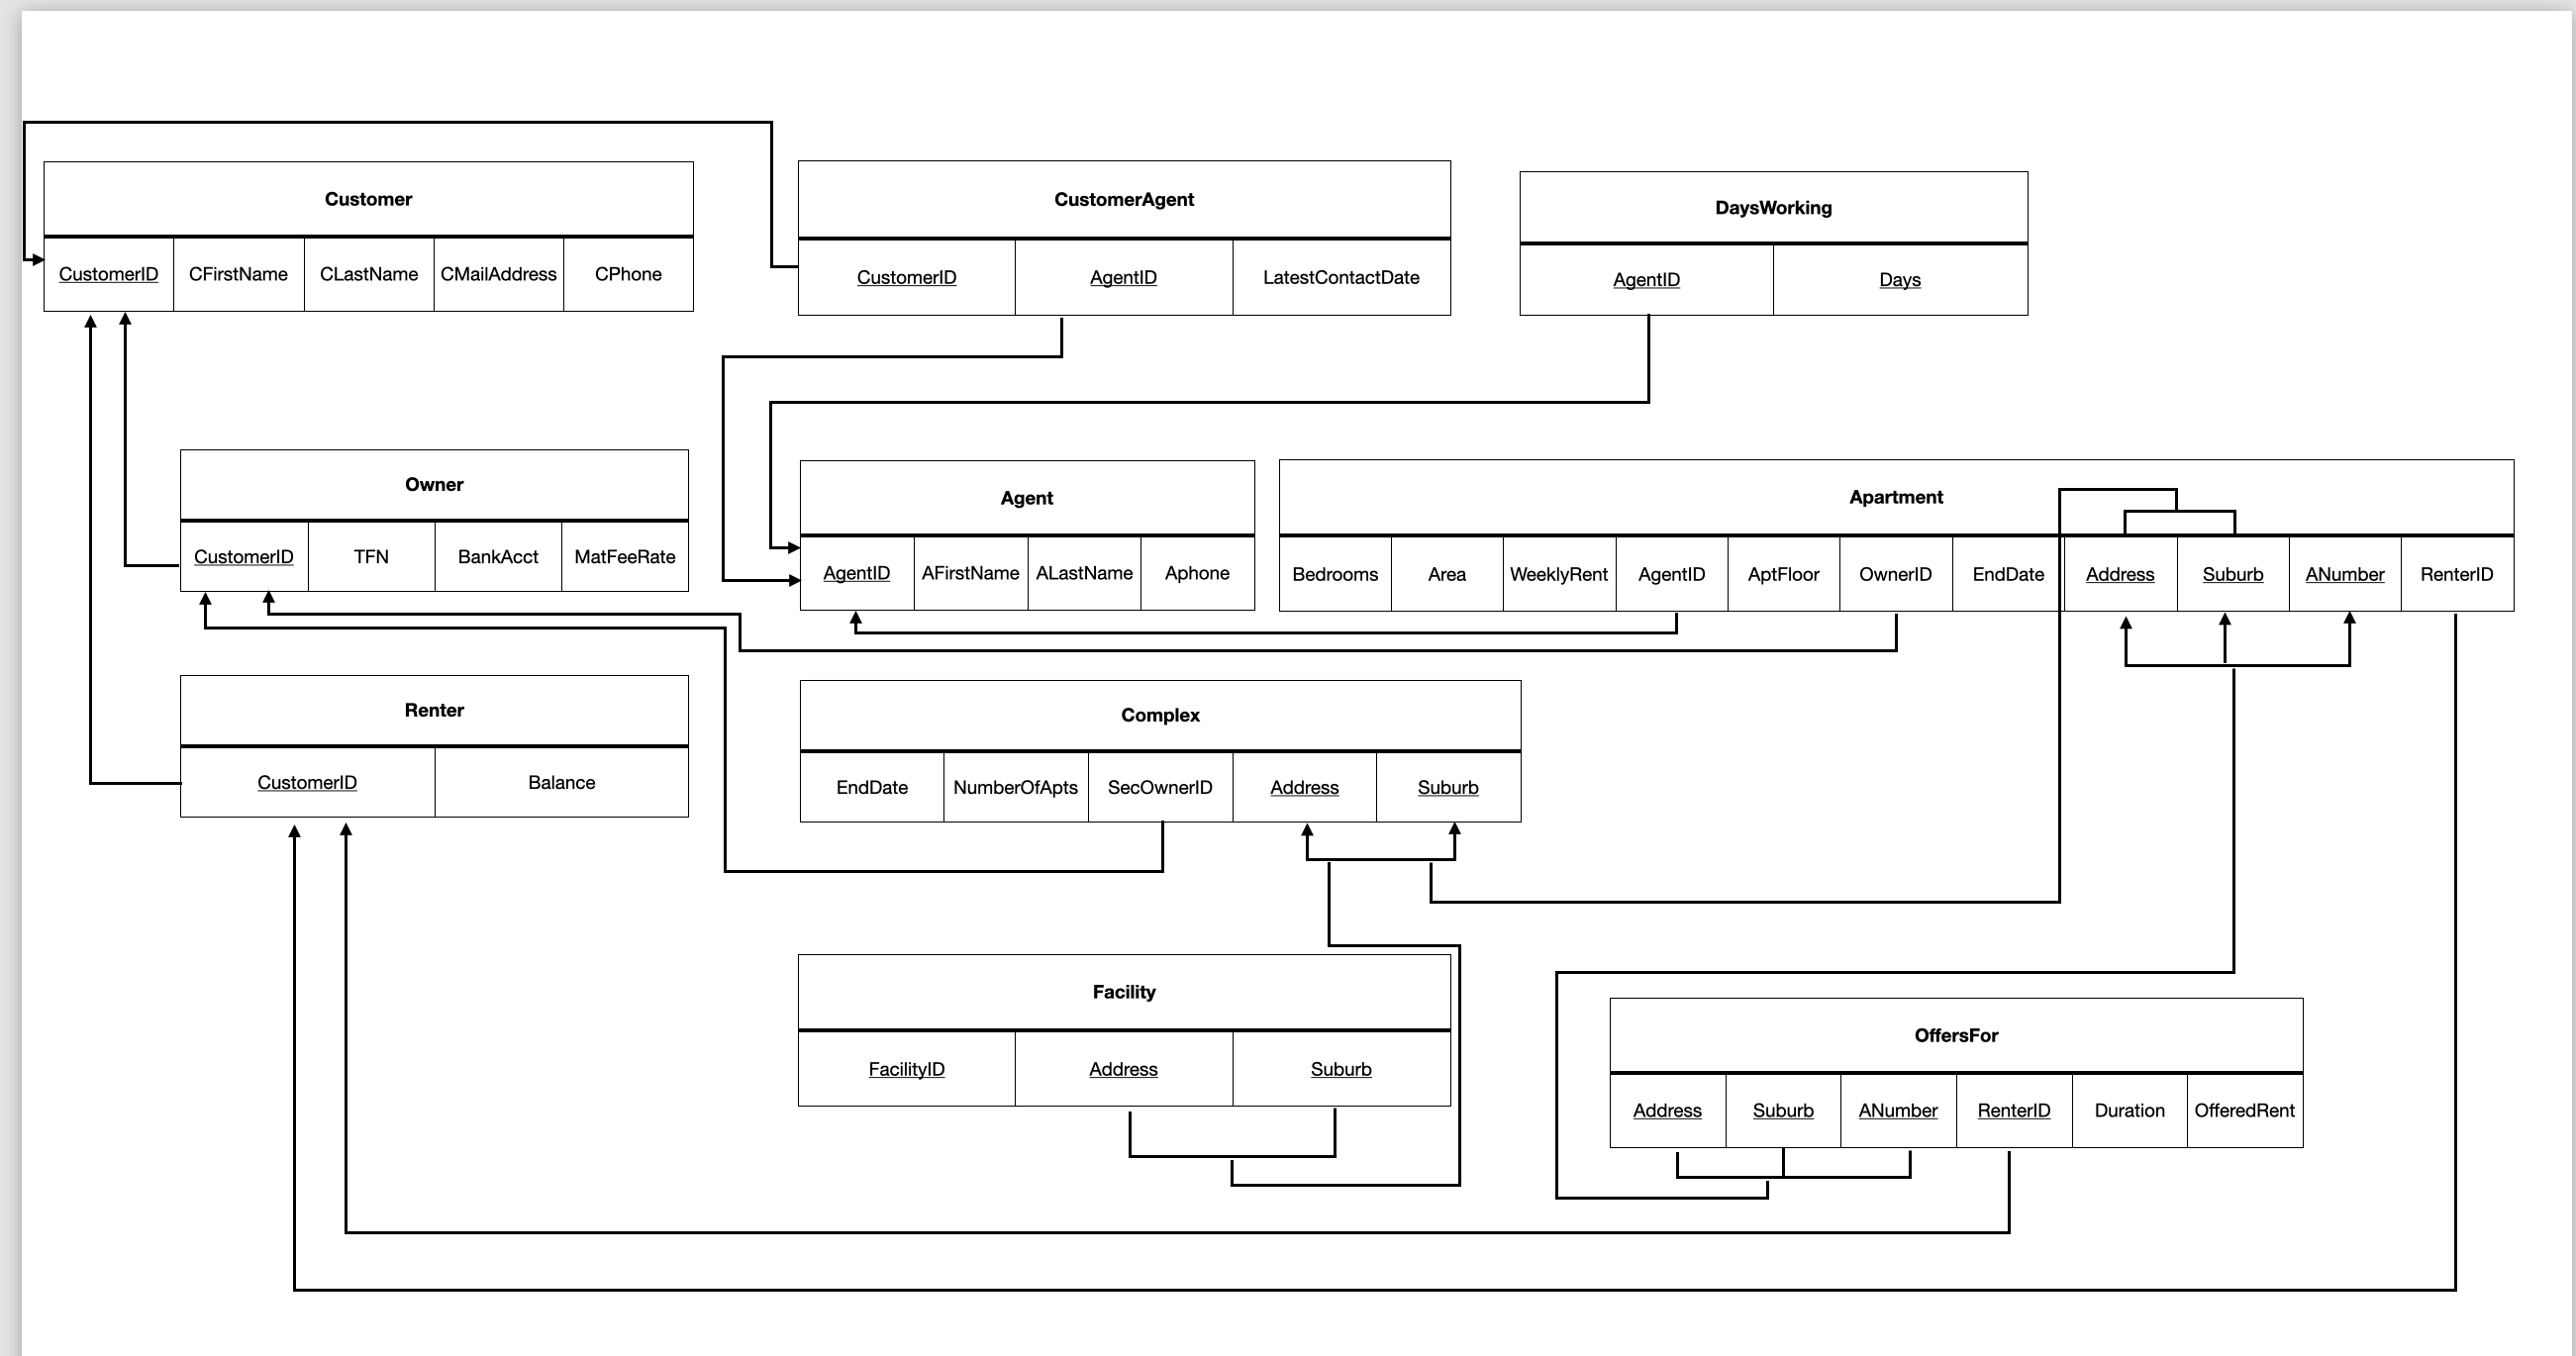 Customer
CustomerID CFirstName CLastName CMailAddress CPhone
CustomerAgent
CustomerID AgentID LatestContactDate
DaysWorking
AgentID Days
Owner
CustomerID TFN BankAcct MatFeeRate
Agent
AgentID AFirstName ALastName Aphone
Apartment
Bedrooms Area WeeklyRent AgentID AptFloor OwnerID EndDate Address Suburb ANumber RenterID
Renter
CustomerID Balance
Complex
EndDate NumberOfApts SecOwnerID Address Suburb
Facility
FacilityID Address Suburb
OffersFor
Address Suburb ANumber RenterID Duration OfferedRent